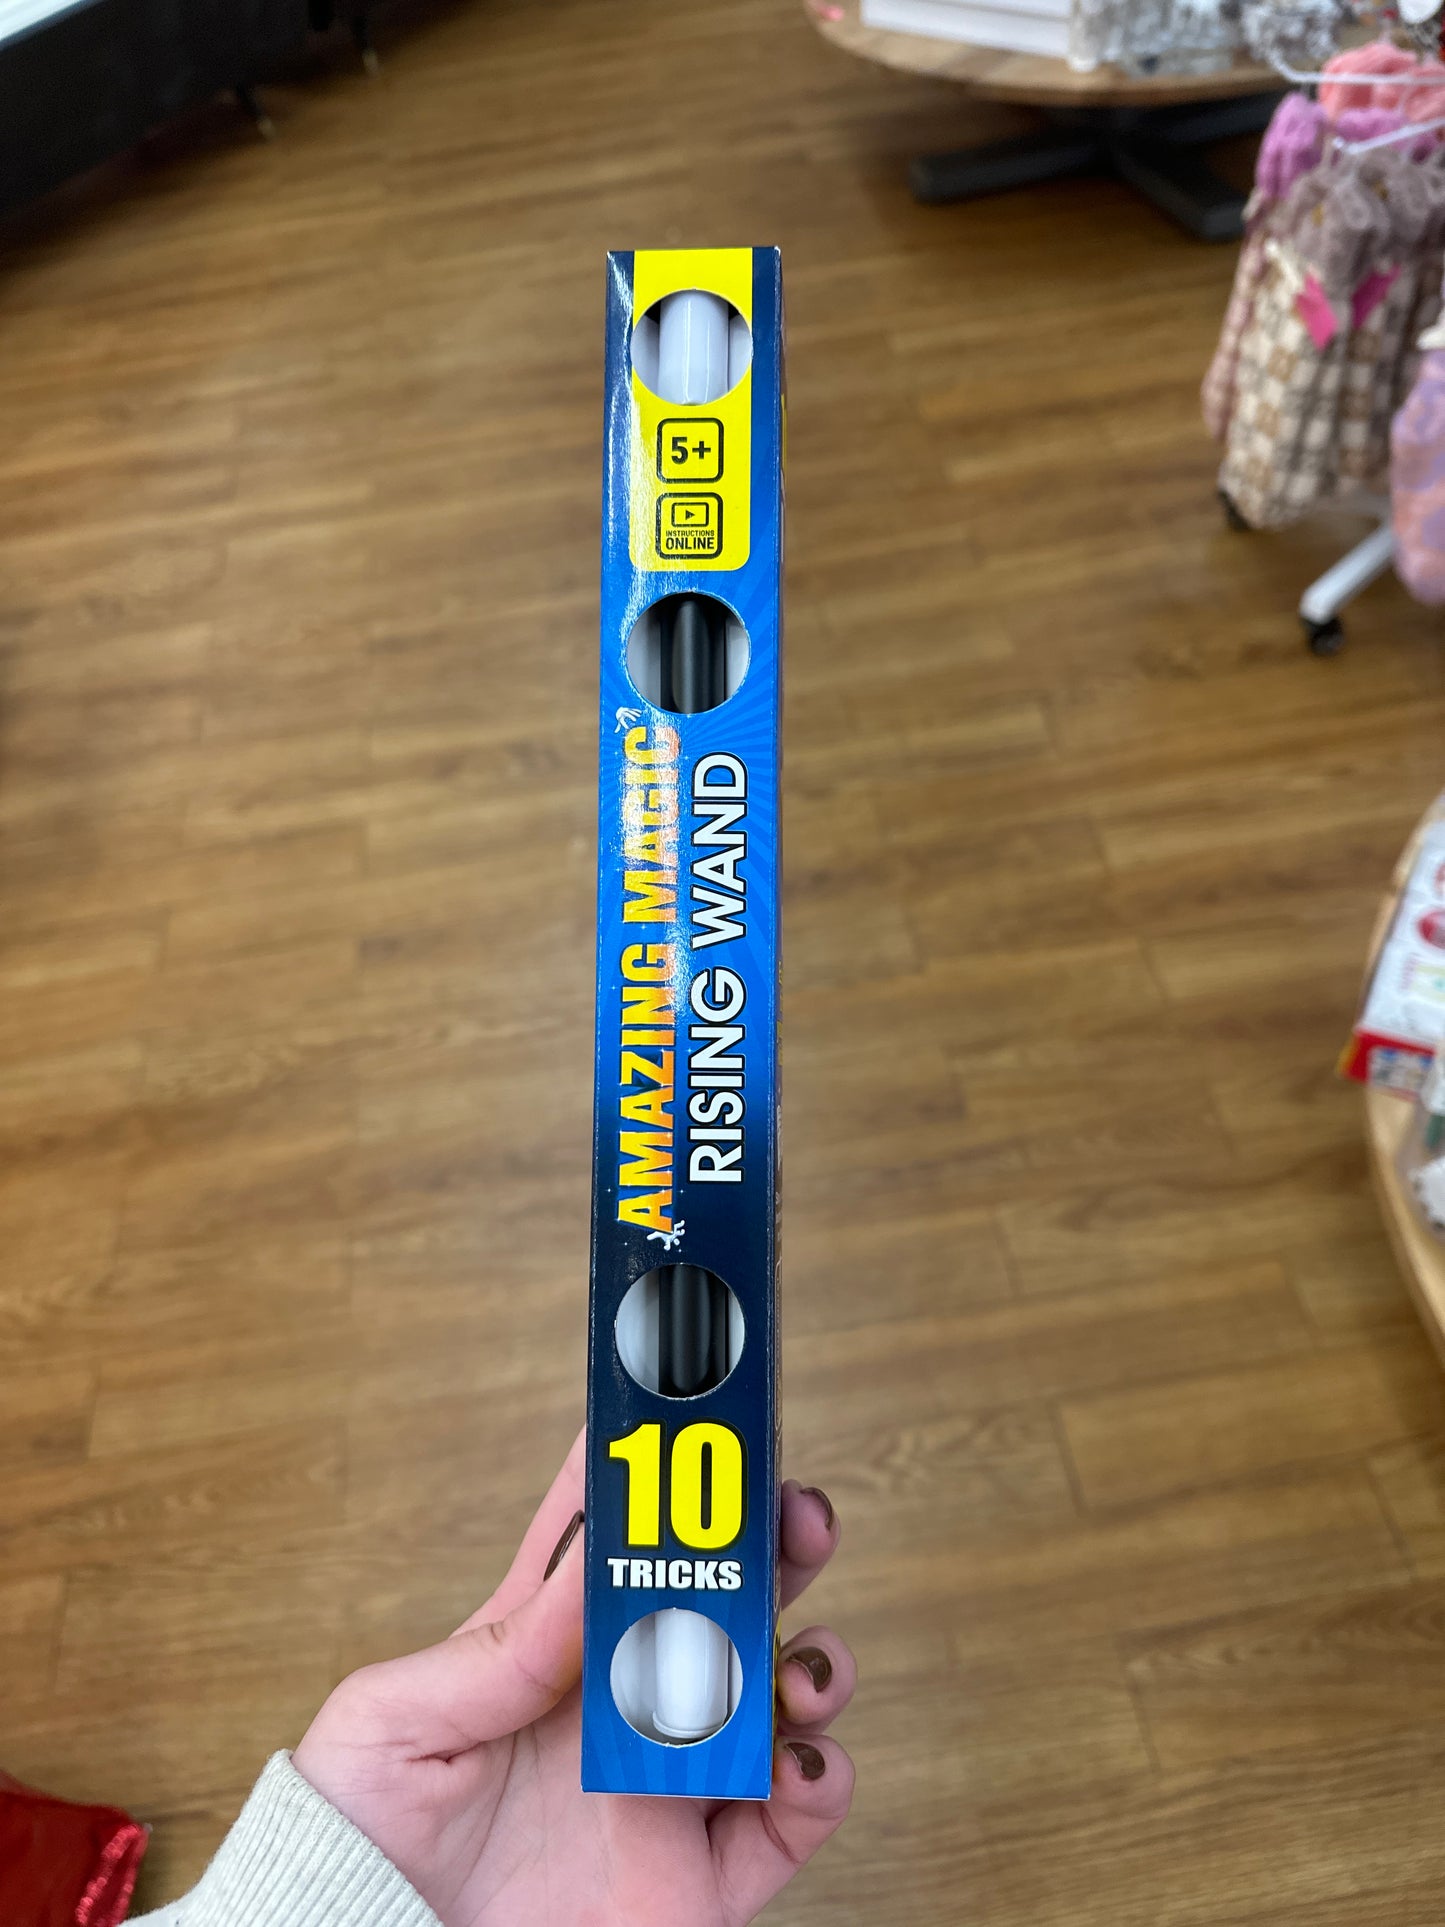 5+
INSTRUCTIONS
ONLINE
AMAZING MAGIC
RISING WAND
10
TRICKS